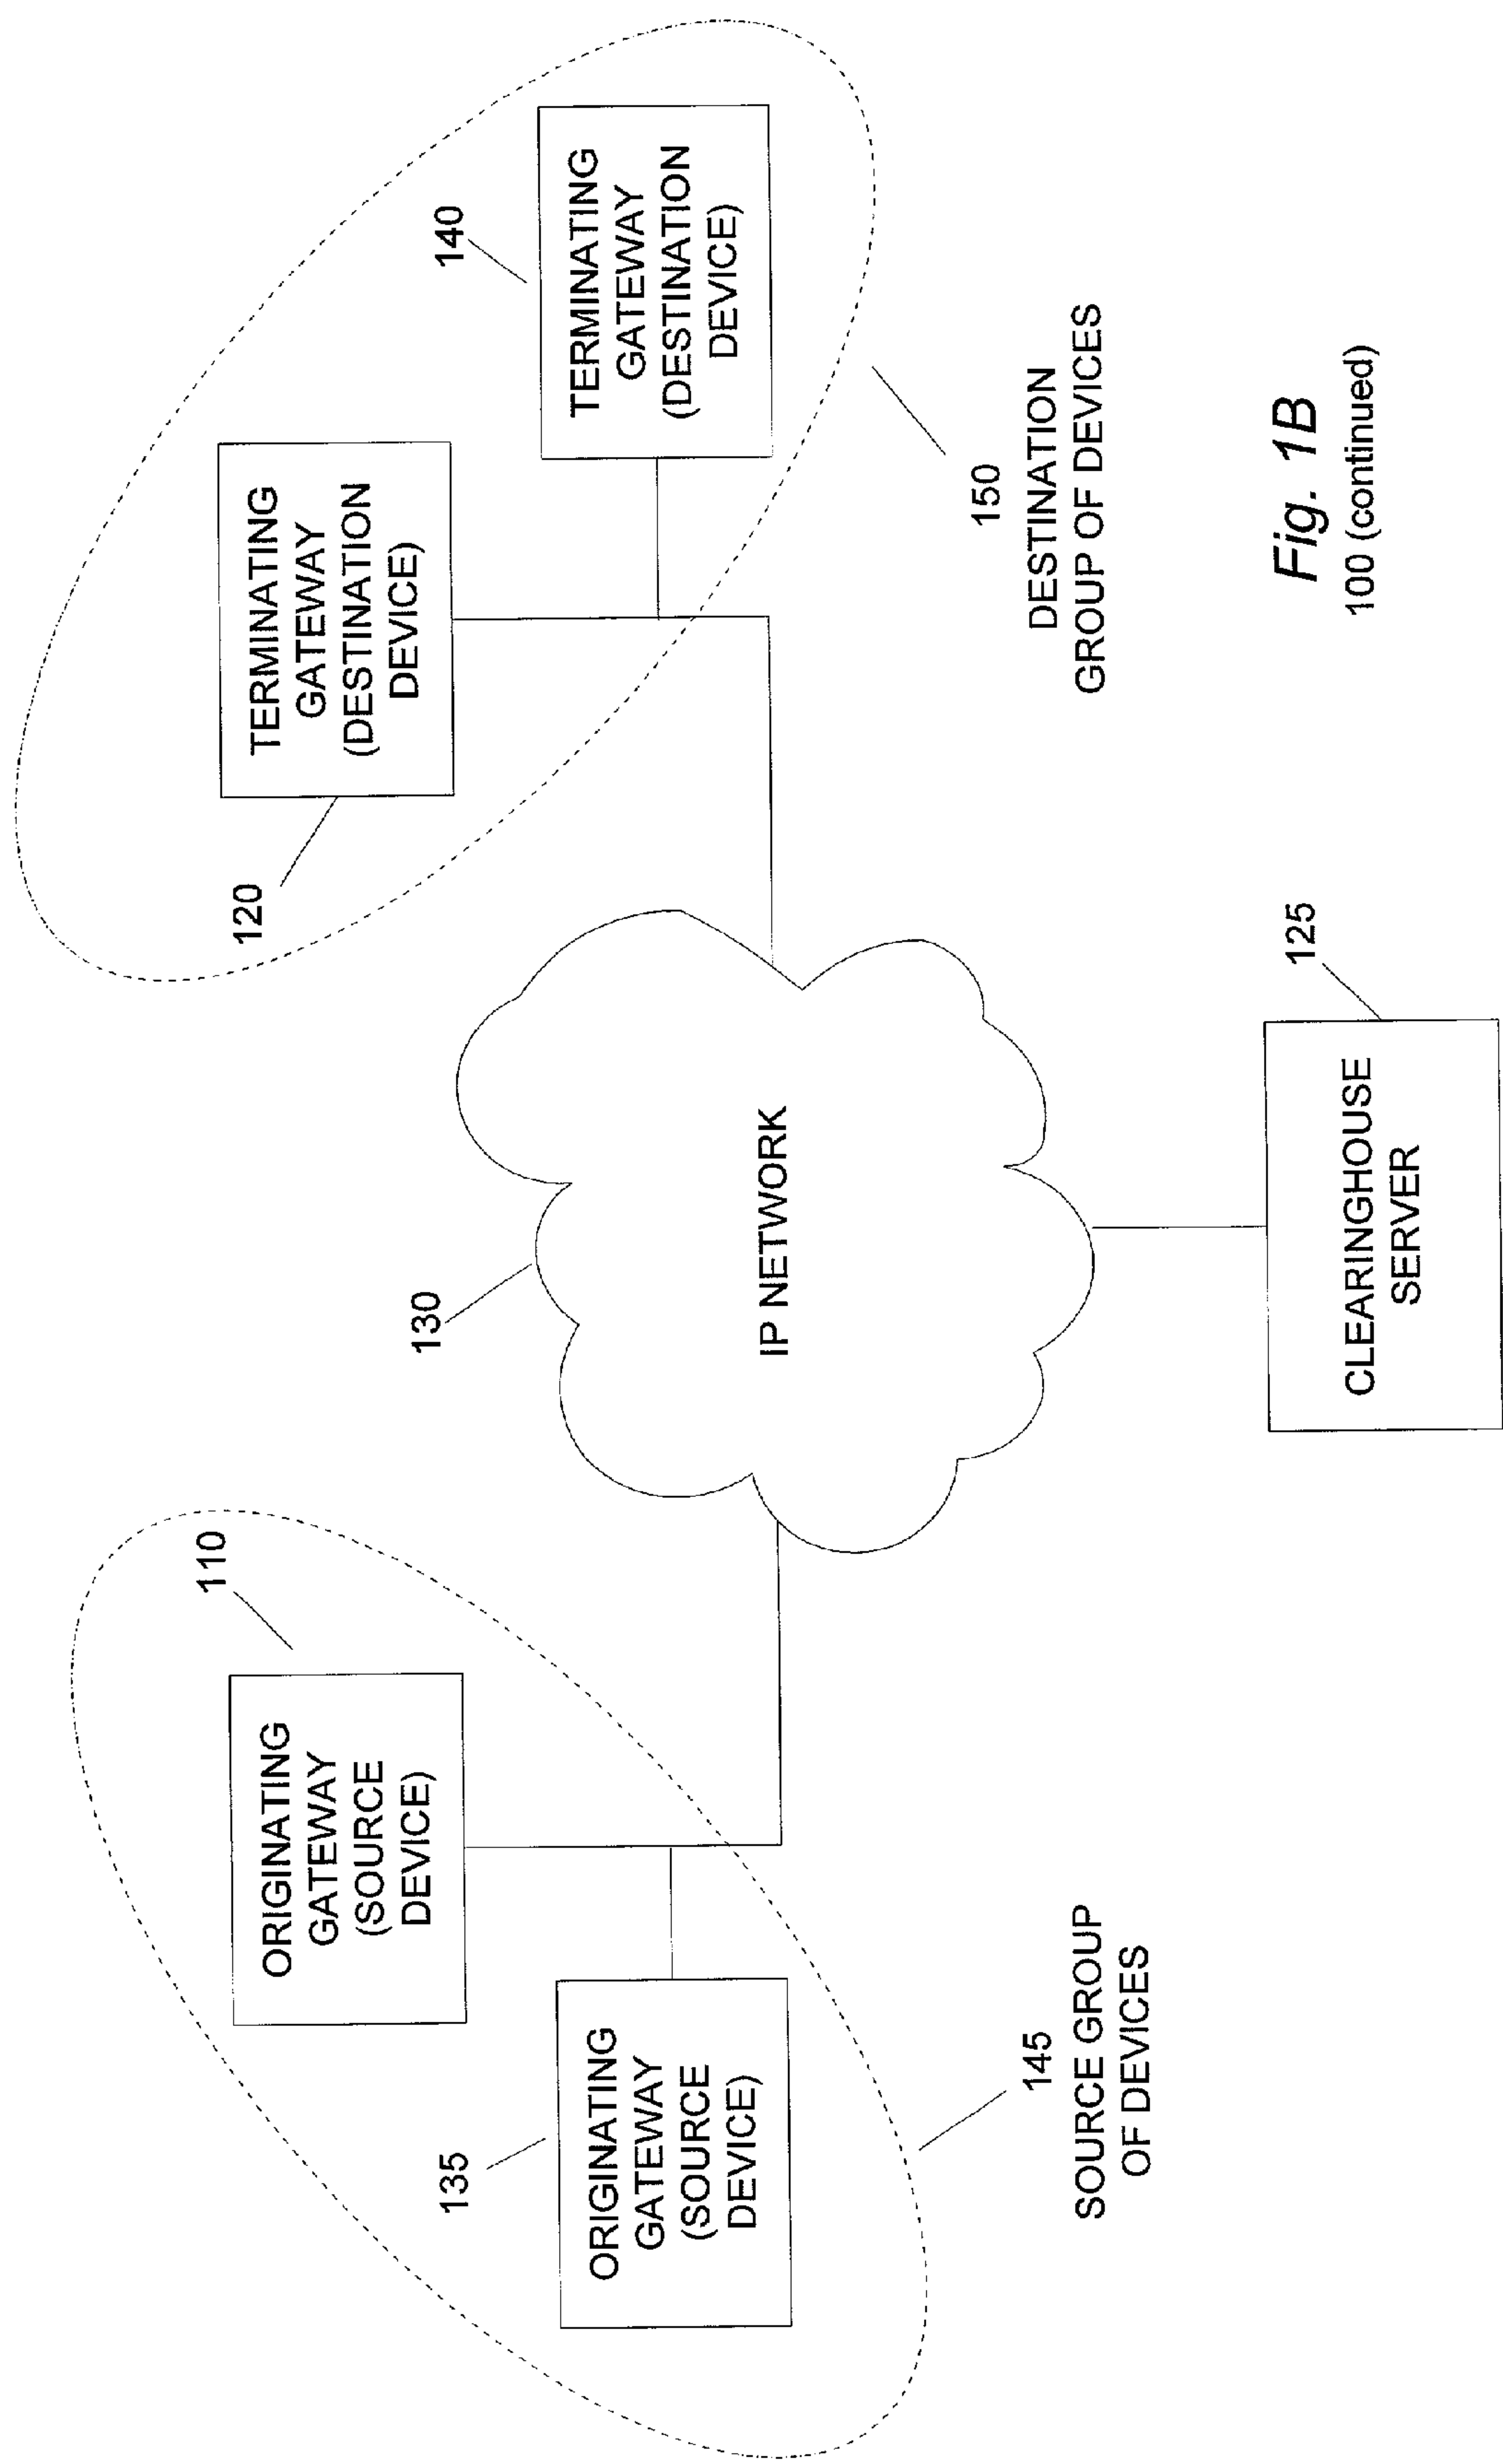 110
ORIGINATING
GATEWAY
(SOURCE
DEVICE)
135
ORIGINATING
GATEWAY
(SOURCE
DEVICE)
145
SOURCE GROUP
OF DEVICES
130
IP NETWORK
125
CLEARINGHOUSE
SERVER
120
TERMINATING
GATEWAY
(DESTINATION
DEVICE)
140
TERMINATING
GATEWAY
(DESTINATION
DEVICE)
150
DESTINATION
GROUP OF DEVICES
Fig. 1B
100 (continued)